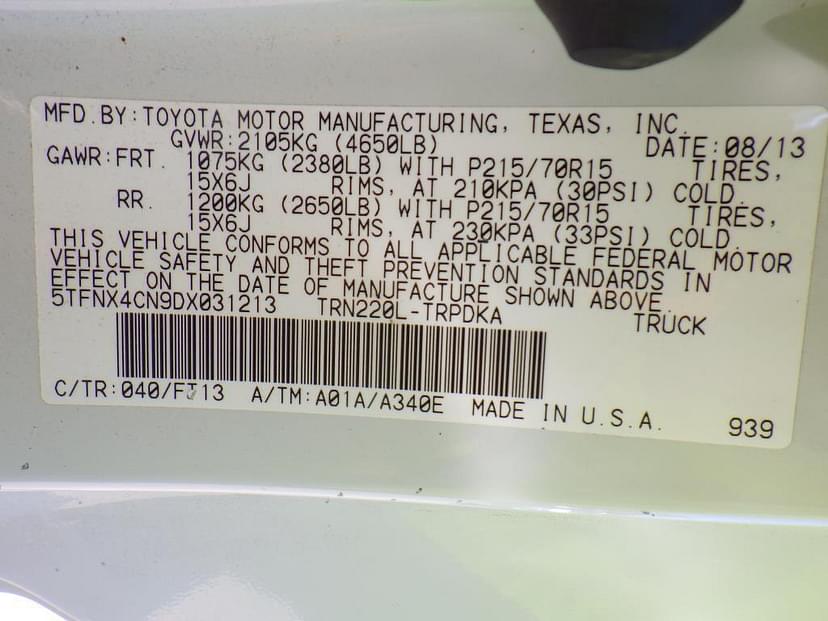 MFD.BY:TOYOTA MOTOR MANUFACTURING, TEXAS, INC.
GVWR:2105KG (4650LB) DATE:08/13
GAWR:FRT. 1075KG (2380LB) WITH P215/70R15 TIRES,
15X6J RIMS, AT 210KPA (30PSI) COLD.
RR. 1200KG (2650LB) WITH P215/70R15 TIRES,
15X6J RIMS, AT 230KPA (33PSI) COLD.
THIS VEHICLE CONFORMS TO ALL APPLICABLE FEDERAL MOTOR
VEHICLE SAFETY AND THEFT PREVENTION STANDARDS IN
EFFECT ON THE DATE OF MANUFACTURE SHOWN ABOVE.
5TFNX4CN9DX031213 TRN220L-TRPDKA TRUCK
C/TR:040/FT13 A/TM:A01A/A340E MADE IN U.S.A.
939